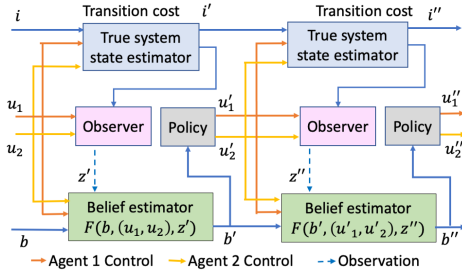 Transition cost
Transition cost
i
i′
i′′
True system
state estimator
True system
state estimator
u₁
u₂
Observer
Policy
u′₁
u′₂
Observer
Policy
u′′₁
u′′₂
z′
z′′
Belief estimator
F(b, (u₁, u₂), z′)
Belief estimator
F(b′, (u′₁, u′₂), z′′)
b
b′
b′′
Agent 1 Control
Agent 2 Control
Observation